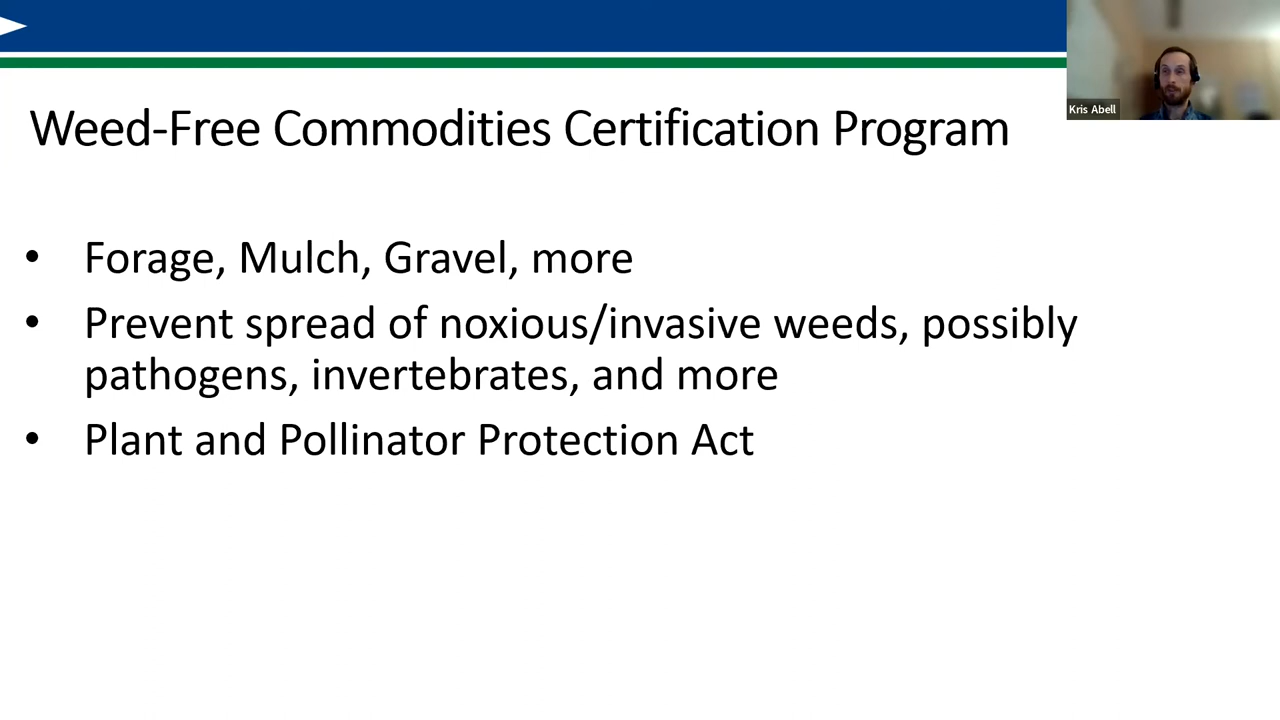 Kris Abell
Weed-Free Commodities Certification Program
• Forage, Mulch, Gravel, more
• Prevent spread of noxious/invasive weeds, possibly
pathogens, invertebrates, and more
• Plant and Pollinator Protection Act